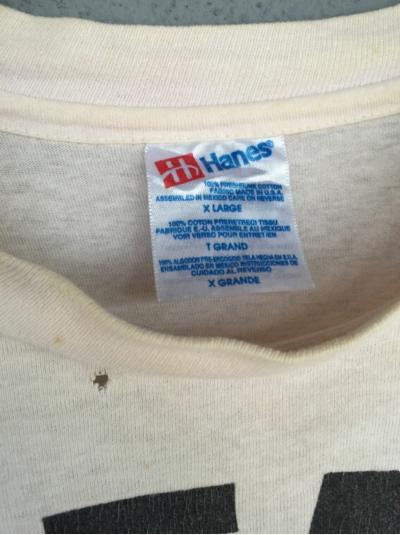 Hanes®
100% PRESHRUNK COTTON
FABRIC MADE IN U.S.A.
ASSEMBLED IN MEXICO CARE ON REVERSE
X LARGE
100% COTON PRERETRECI TISSU
FABRIQUE E.-U. ASSEMBLE AU MEXIQUE
VOIR VERSO POUR ENTRETIEN
T GRAND
100% ALGODON PRE-ENCOGIDO TELA HECHA EN E.U.A.
ENSAMBLADO EN MEXICO INSTRUCCIONES DE
CUIDADO AL REVERSO
X GRANDE